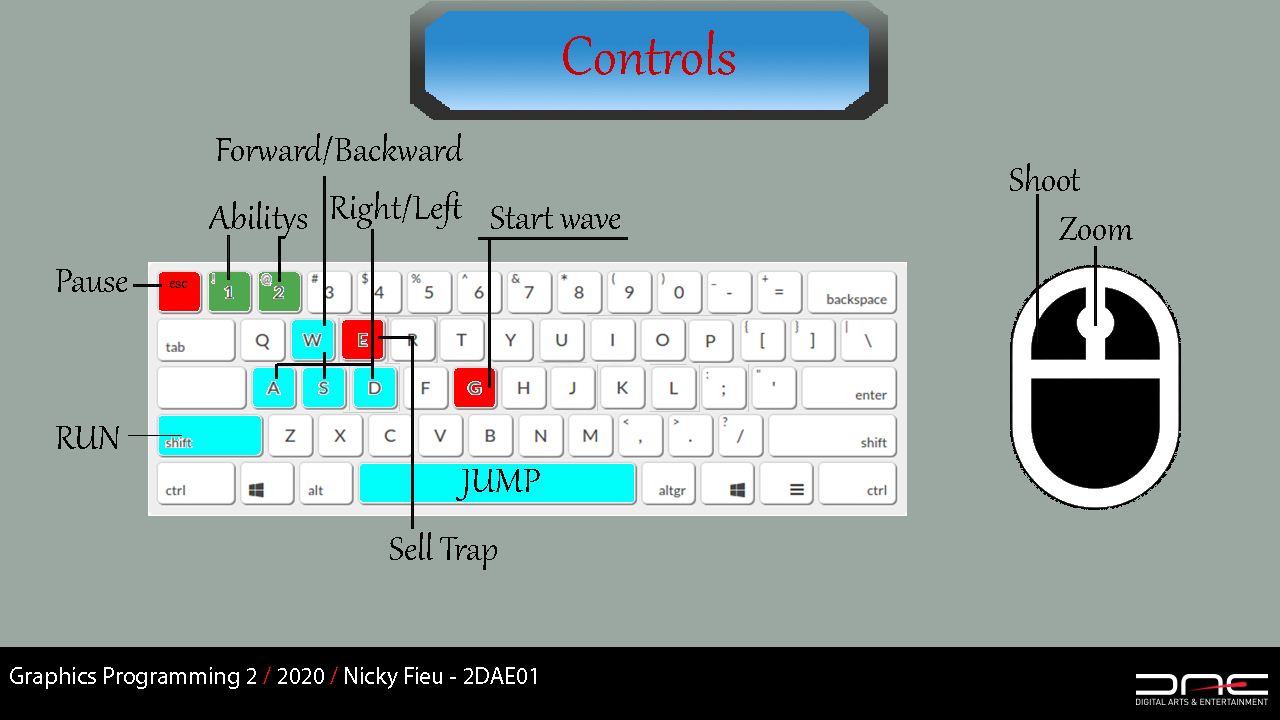 Controls
Forward/Backward
Abilitys
Right/Left
Start wave
Shoot
Zoom
Pause
esc ! 1 @ 2 # 3 $ 4 % 5 ^ 6 & 7 * 8 ( 9 ) 0 _ - + = backspace
tab Q W E R T Y U I O P { [ } ] | \
A S D F G H J K L : ; " ' enter
RUN
shift Z X C V B N M < , > . ? / shift
ctrl alt JUMP altgr ctrl
Sell Trap
Graphics Programming 2 / 2020 / Nicky Fieu - 2DAE01
DAE
DIGITAL ARTS & ENTERTAINMENT